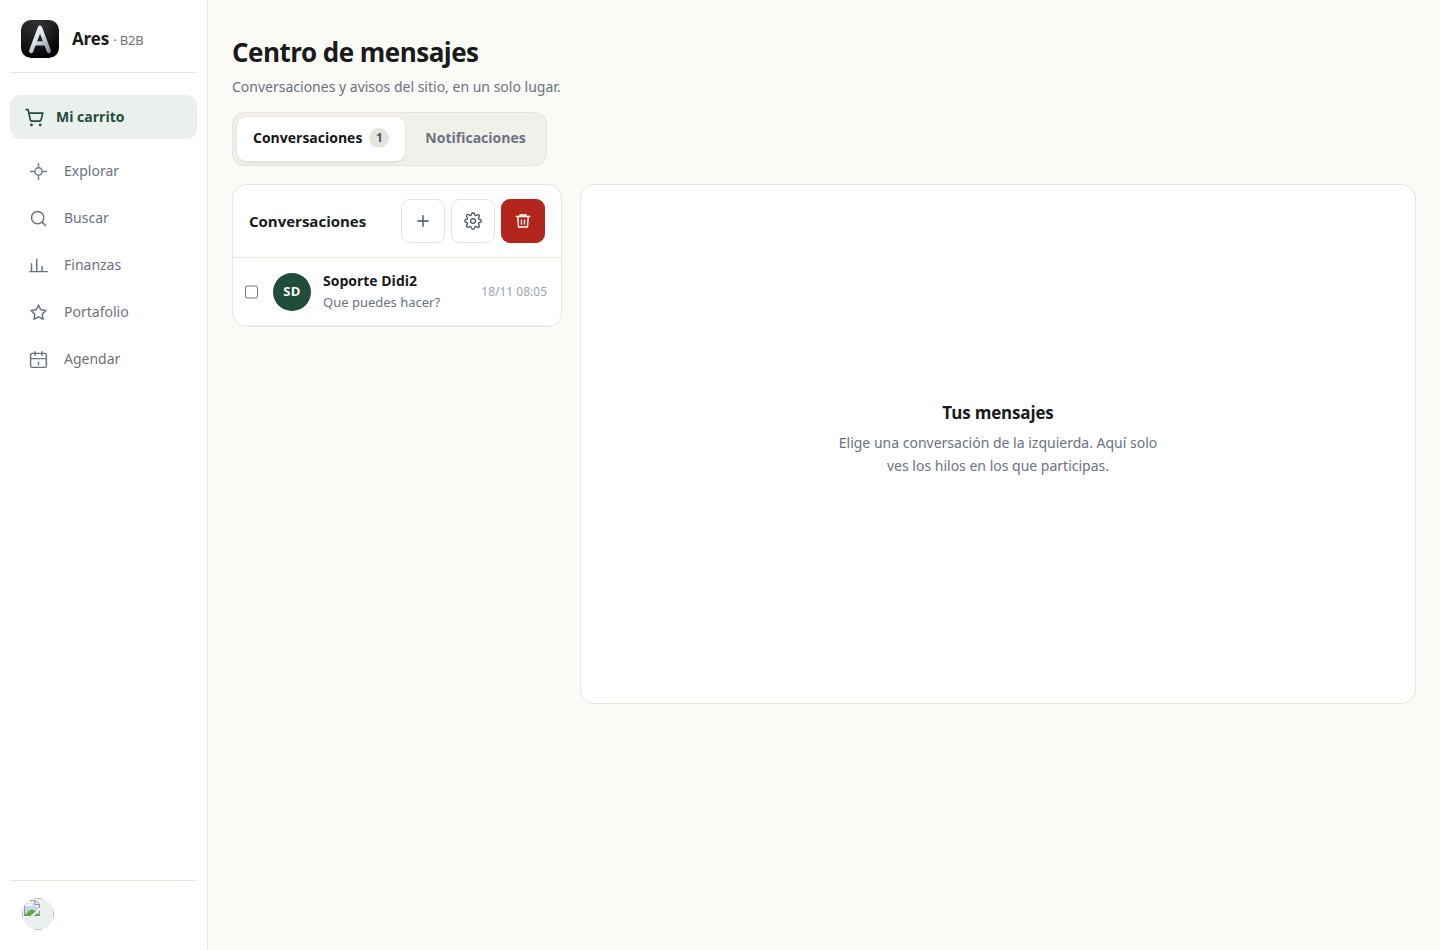 Ares · B2B
Mi carrito
Explorar
Buscar
Finanzas
Portafolio
Agendar
Centro de mensajes
Conversaciones y avisos del sitio, en un solo lugar.
Conversaciones 1
Notificaciones
Conversaciones
SD
Soporte Didi2
Que puedes hacer?
18/11 08:05
Tus mensajes
Elige una conversación de la izquierda. Aquí solo
ves los hilos en los que participas.